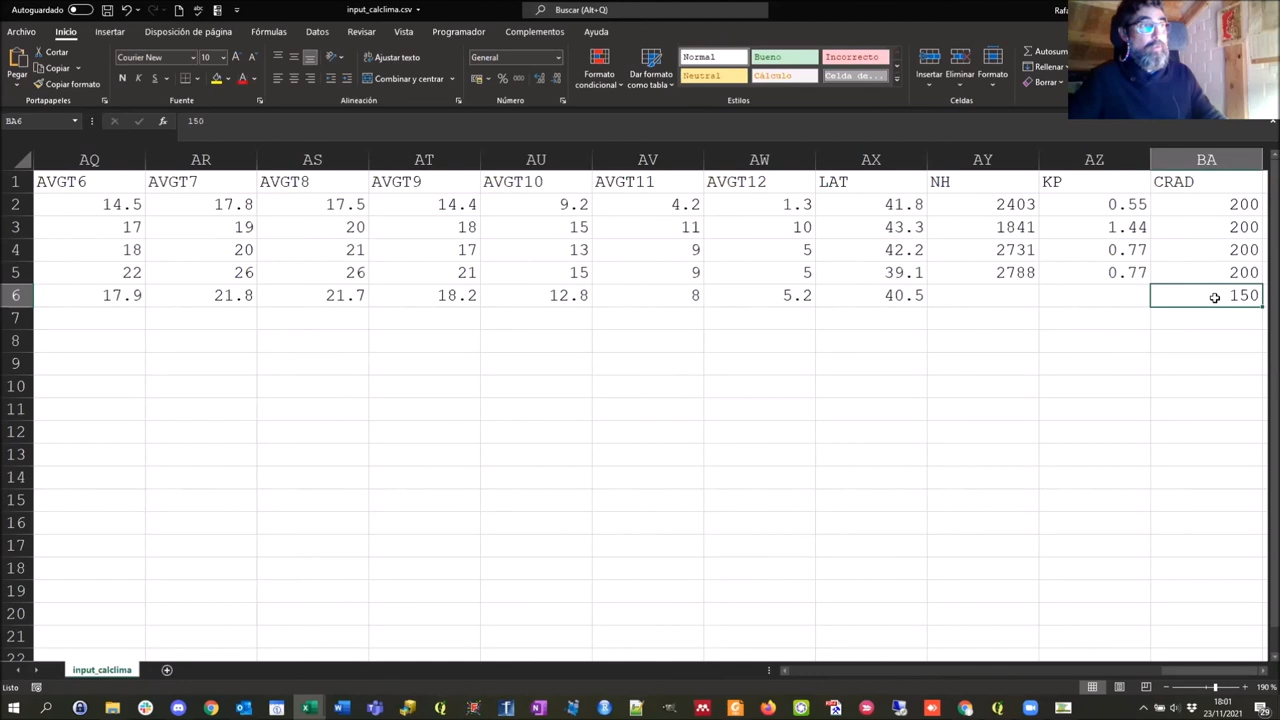 Autoguardado
input_calclima.csv
Buscar (Alt+Q)
Rafa
Archivo Inicio Insertar Disposición de página Fórmulas Datos Revisar Vista Programador Complementos Ayuda
Pegar
Cortar
Copiar
Copiar formato
Portapapeles
Courier New 10
N K S
Fuente
Ajustar texto
Combinar y centrar
Alineación
General
% 000
Número
Formato condicional
Dar formato como tabla
Normal Bueno Incorrecto
Neutral Cálculo Celda de...
Estilos
Insertar Eliminar Formato
Celdas
Autosum
Rellenar
Borrar
BA6 fx 150
AQ AR AS AT AU AV AW AX AY AZ BA
1 AVGT6 AVGT7 AVGT8 AVGT9 AVGT10 AVGT11 AVGT12 LAT NH KP CRAD
2 14.5 17.8 17.5 14.4 9.2 4.2 1.3 41.8 2403 0.55 200
3 17 19 20 18 15 11 10 43.3 1841 1.44 200
4 18 20 21 17 13 9 5 42.2 2731 0.77 200
5 22 26 26 21 15 9 5 39.1 2788 0.77 200
6 17.9 21.8 21.7 18.2 12.8 8 5.2 40.5 150
7
8
9
10
11
12
13
14
15
16
17
18
19
20
21
22
input_calclima
Listo
190 %
18:01
23/11/2021
29